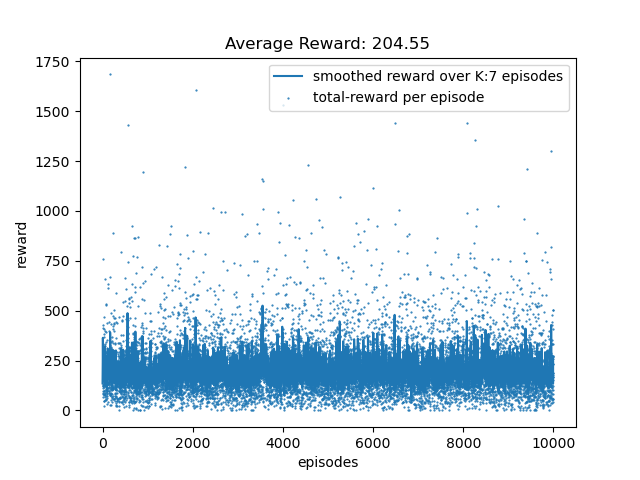 Average Reward: 204.55
smoothed reward over K:7 episodes
total-reward per episode
reward
1750
1500
1250
1000
750
500
250
0
0 2000 4000 6000 8000 10000
episodes